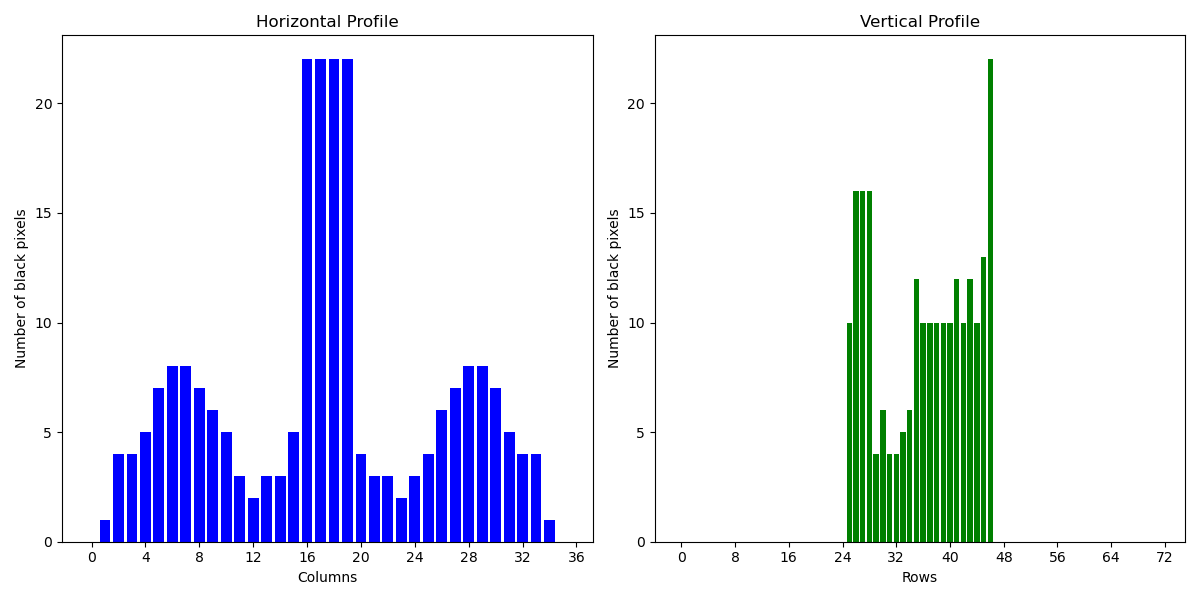 Horizontal Profile
Number of black pixels
0
5
10
15
20
0 4 8 12 16 20 24 28 32 36
Columns
Vertical Profile
Number of black pixels
0
5
10
15
20
0 8 16 24 32 40 48 56 64 72
Rows